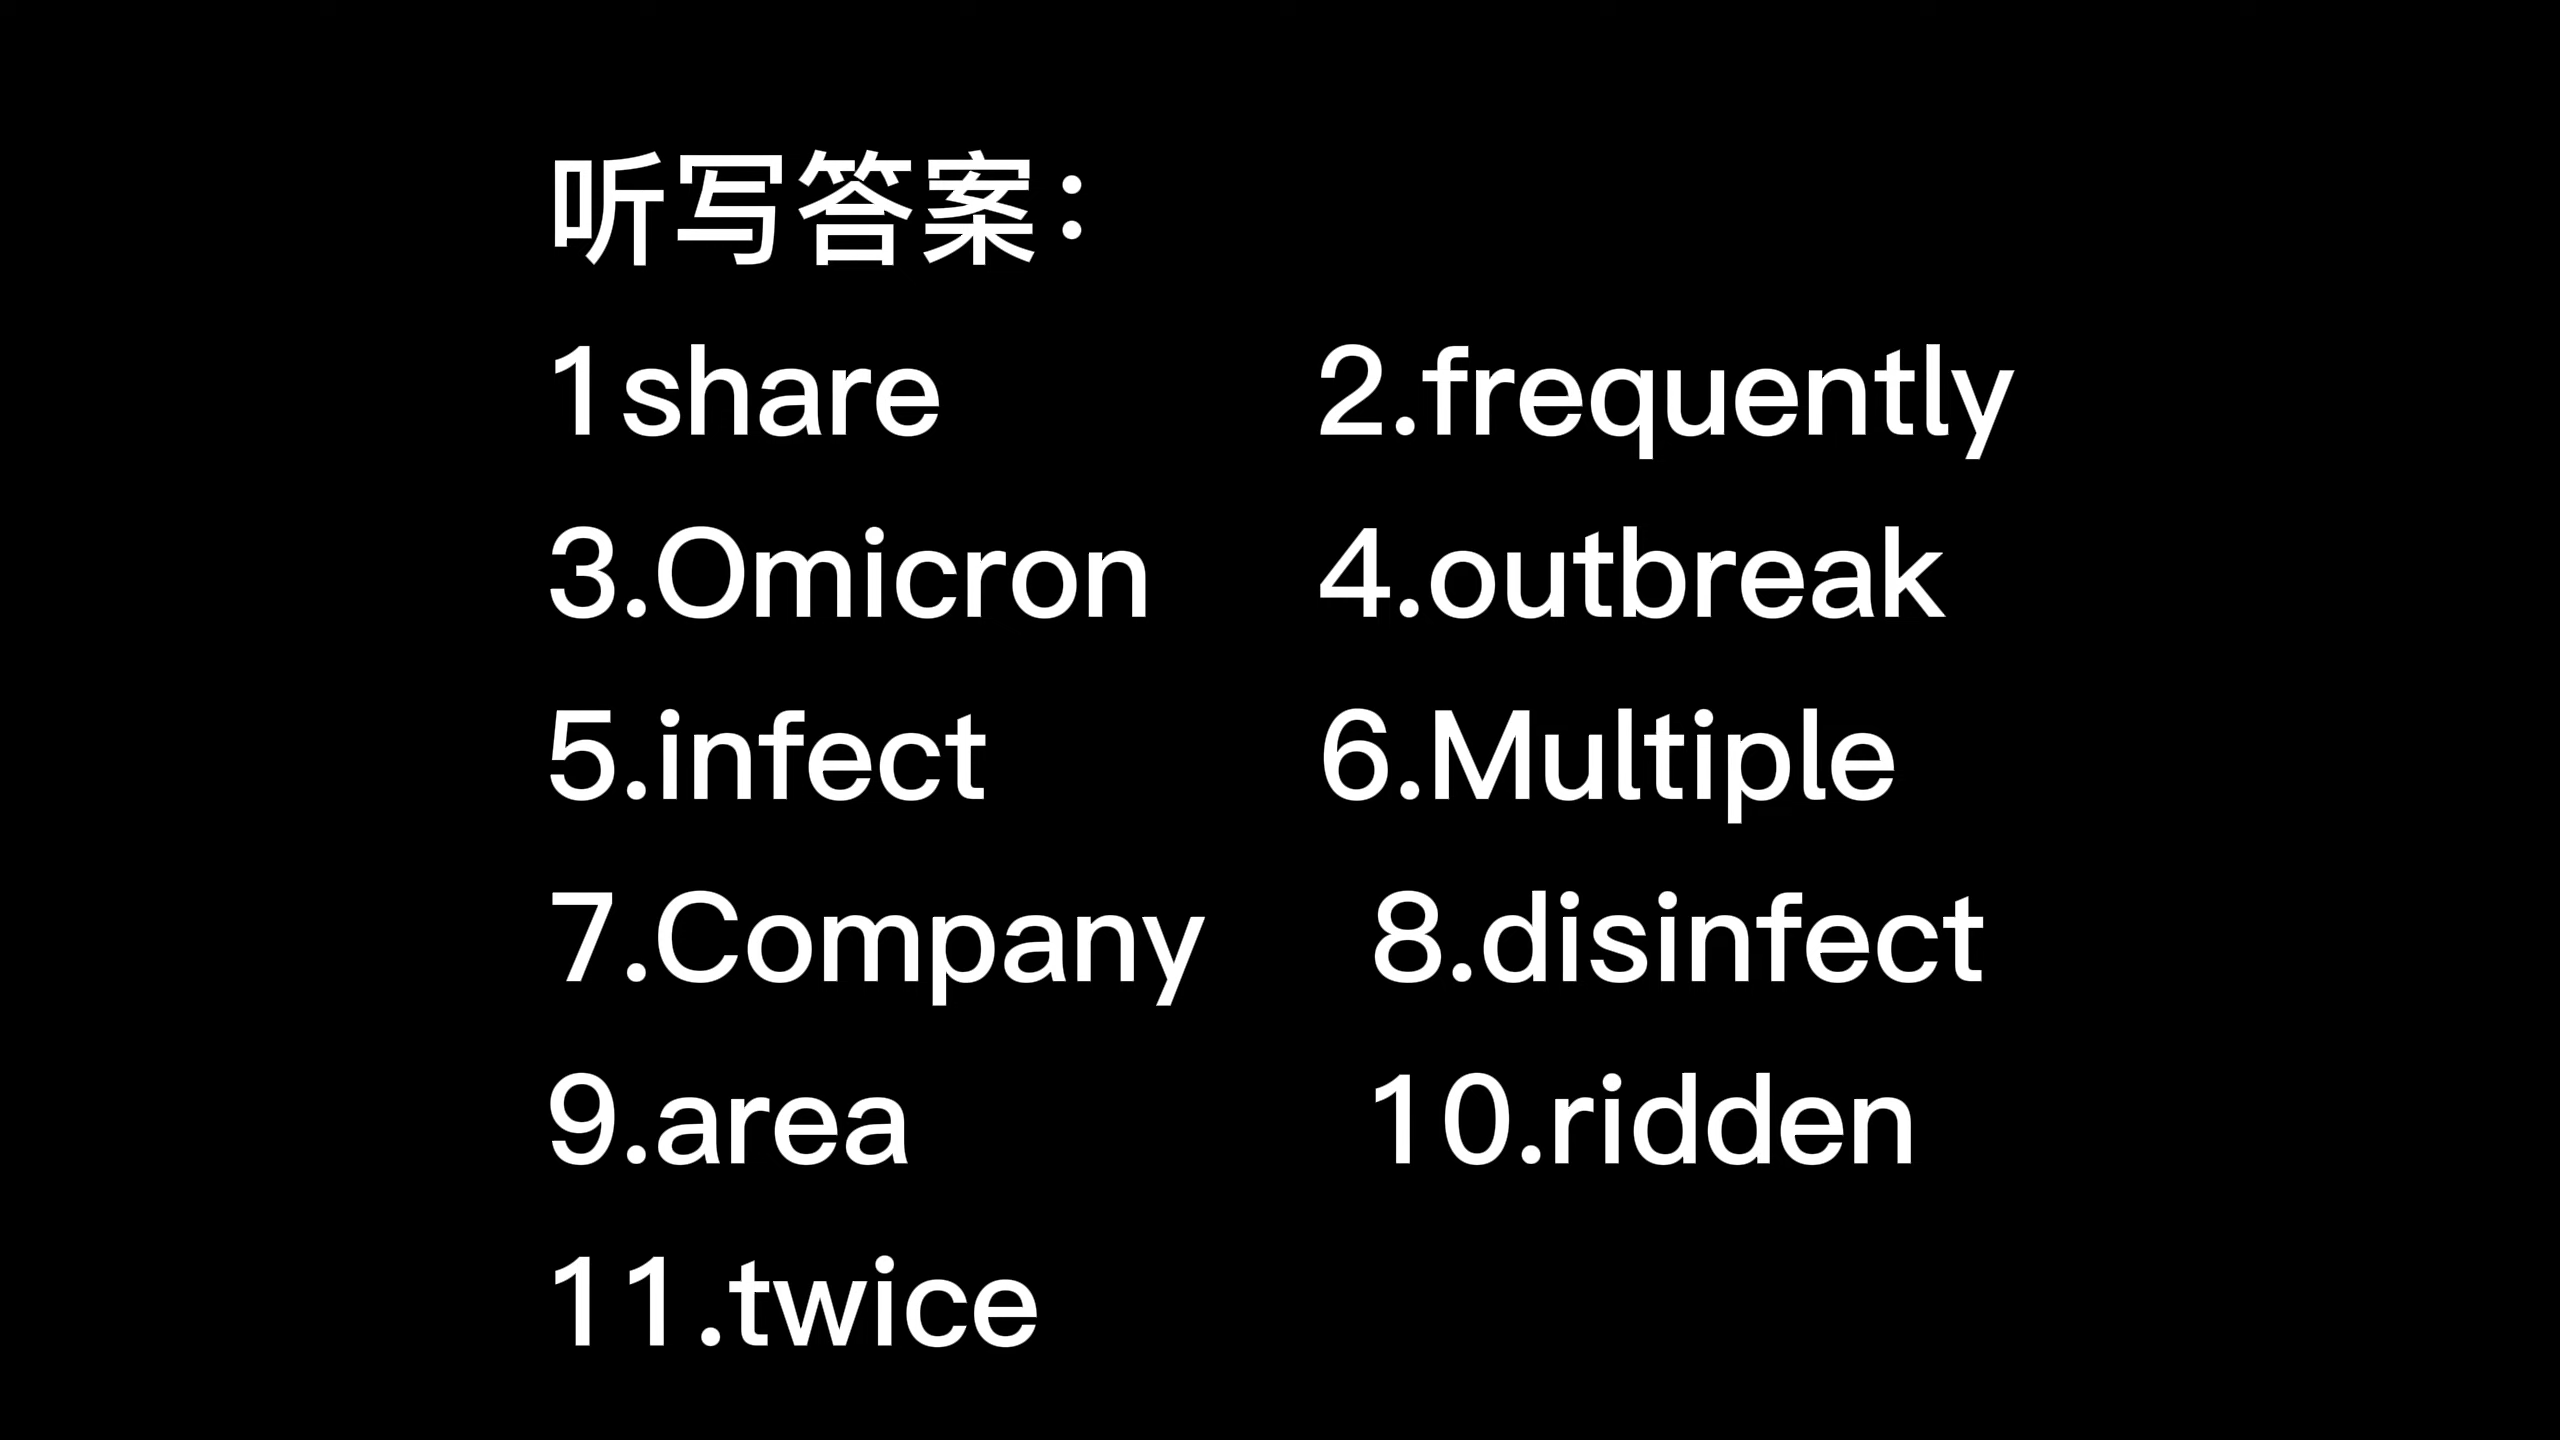 听写答案：
1share 2.frequently
3.Omicron 4.outbreak
5.infect 6.Multiple
7.Company 8.disinfect
9.area 10.ridden
11.twice